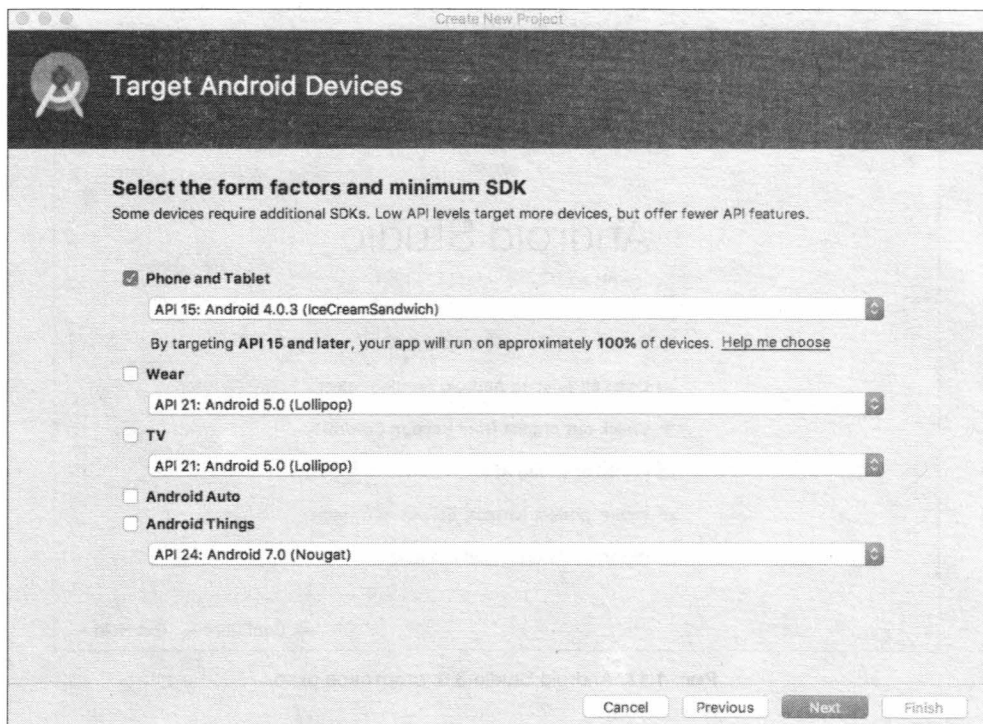 Create New Project
Target Android Devices
Select the form factors and minimum SDK
Some devices require additional SDKs. Low API levels target more devices, but offer fewer API features.
Phone and Tablet
API 15: Android 4.0.3 (IceCreamSandwich)
By targeting API 15 and later, your app will run on approximately 100% of devices. Help me choose
Wear
API 21: Android 5.0 (Lollipop)
TV
API 21: Android 5.0 (Lollipop)
Android Auto
Android Things
API 24: Android 7.0 (Nougat)
Cancel Previous Next Finish